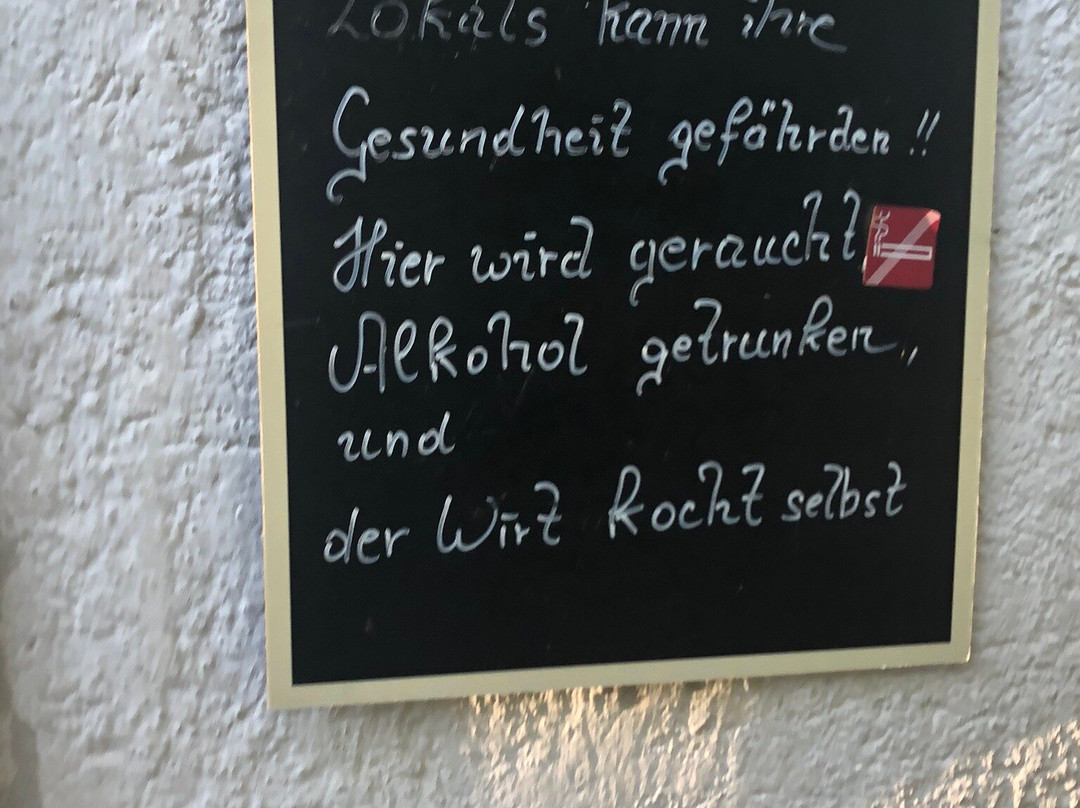 Lokals kann ihre
Gesundheit gefährden!!
Hier wird geraucht,
Alkohol getrunken,,
und
der Wirt kocht selbst